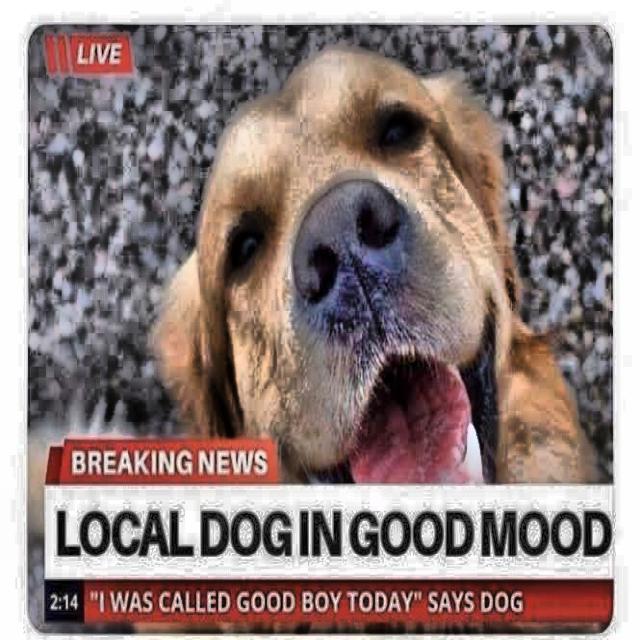 LIVE
BREAKING NEWS
LOCAL DOG IN GOOD MOOD
2:14 "I WAS CALLED GOOD BOY TODAY" SAYS DOG